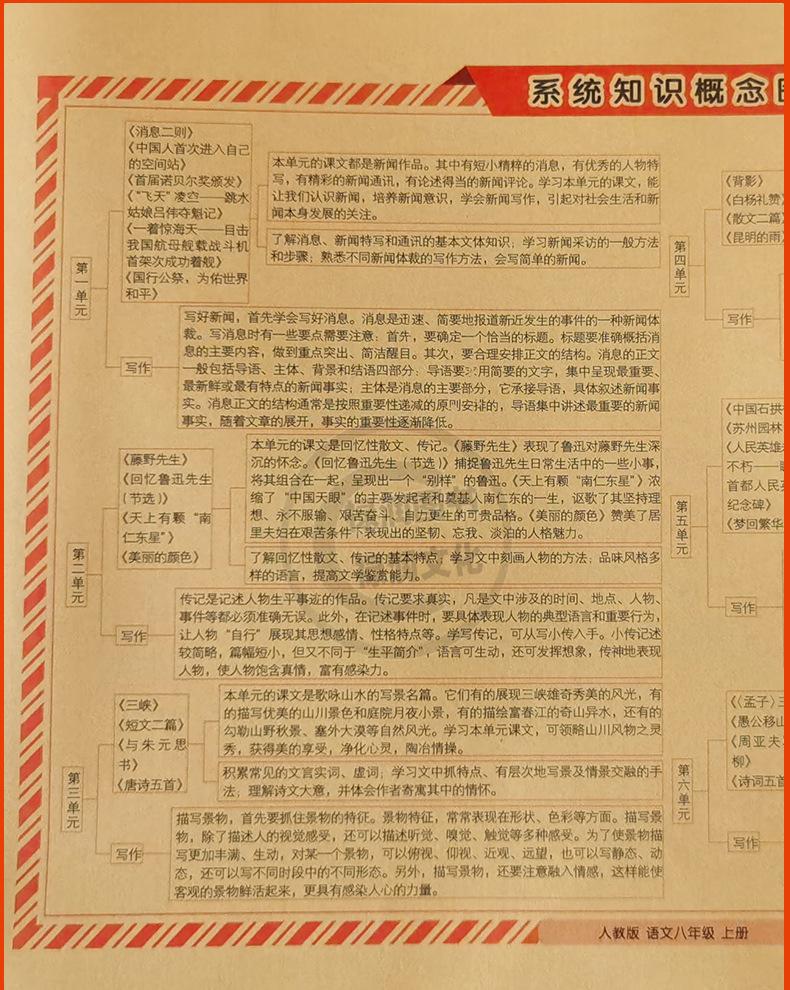 系统知识概念
《消息二则》
《中国人首次进入自己
的空间站》
《首届诺贝尔奖颁发》
《“飞天”凌空——跳水
姑娘吕伟夺魁记》
《一着惊海天——目击
我国航母舰载战斗机
首架次成功着舰》
《国行公祭，为佑世界
和平》
本单元的课文都是新闻作品。其中有短小精粹的消息，有优秀的人物特
写，有精彩的新闻通讯，有论述得当的新闻评论。学习本单元的课文，能
让我们认识新闻，培养新闻意识，学会新闻写作，引起对社会生活和新
闻本身发展的关注。
了解消息、新闻特写和通讯的基本文体知识；学习新闻采访的一般方法
和步骤；熟悉不同新闻体裁的写作方法，会写简单的新闻。
第一单元
写作
写好新闻，首先学会写好消息。消息是迅速、简要地报道新近发生的事件的一种新闻体
裁。写消息时有一些要点需要注意：首先，要确定一个恰当的标题。标题要准确概括消
息的主要内容，做到重点突出、简洁醒目。其次，要合理安排正文的结构。消息的正文
一般包括导语、主体、背景和结语四部分：导语要求用简要的文字，集中呈现最重要、
最新鲜或最有特点的新闻事实；主体是消息的主要部分，它承接导语，具体叙述新闻事
实。消息正文的结构通常是按照重要性递减的原则安排的，导语集中讲述最重要的新闻
事实，随着文章的展开，事实的重要性逐渐降低。
《藤野先生》
《回忆鲁迅先生
（节选）》
《天上有颗“南
仁东星”》
《美丽的颜色》
本单元的课文是回忆性散文、传记。《藤野先生》表现了鲁迅对藤野先生深
沉的怀念。《回忆鲁迅先生（节选）》捕捉鲁迅先生日常生活中的一些小事，
将其组合在一起，呈现出一个“别样”的鲁迅。《天上有颗“南仁东星”》浓
缩了“中国天眼”的主要发起者和奠基人南仁东的一生，讴歌了其坚持理
想、永不服输、艰苦奋斗、自力更生的可贵品格。《美丽的颜色》赞美了居
里夫妇在艰苦条件下表现出的坚韧、忘我、淡泊的人格魅力。
了解回忆性散文、传记的基本特点；学习文中刻画人物的方法；品味风格多
样的语言，提高文学鉴赏能力。
第二单元
写作
传记是记述人物生平事迹的作品。传记要求真实，凡是文中涉及的时间、地点、人物、
事件等都必须准确无误。此外，在记述事件时，要具体表现人物的典型语言和重要行为，
让人物“自行”展现其思想感情、性格特点等。学写传记，可从写小传入手。小传记述
较简略，篇幅短小，但又不同于“生平简介”，语言可生动，还可发挥想象，传神地表现
人物，使人物饱含真情，富有感染力。
《三峡》
《短文二篇》
《与朱元思
书》
《唐诗五首》
本单元的课文是歌咏山水的写景名篇。它们有的展现三峡雄奇秀美的风光，有
的描写优美的山川景色和庭院月夜小景，有的描绘富春江的奇山异水，还有的
勾勒山野秋景、塞外大漠等自然风光。学习本单元课文，可领略山川风物之灵
秀，获得美的享受，净化心灵，陶冶情操。
积累常见的文言实词、虚词；学习文中抓特点、有层次地写景及情景交融的手
法；理解诗文大意，并体会作者寄寓其中的情怀。
第三单元
写作
描写景物，首先要抓住景物的特征。景物特征，常常表现在形状、色彩等方面。描写景
物，除了描述人的视觉感受，还可以描述听觉、嗅觉、触觉等多种感受。为了使景物描
写更加丰满、生动，对某一个景物，可以俯视、仰视、近观、远望，也可以写静态、动
态，还可以写不同时段中的不同形态。另外，描写景物，还要注意融入情感，这样能使
客观的景物鲜活起来，更具有感染人心的力量。
《背影》
《白杨礼赞》
《散文二篇》
《昆明的雨》
第四单元
写作
《中国石拱
《苏州园林
《人民英雄
不朽——
首都人民英
纪念碑》
《梦回繁华
第五单元
写作
《〈孟子〉三
《愚公移山
《周亚夫
柳》
《诗词五首
第六单元
写作
人教版 语文八年级 上册